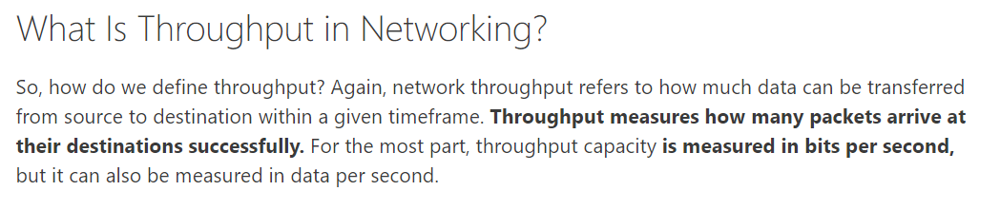 What Is Throughput in Networking?
So, how do we define throughput? Again, network throughput refers to how much data can be transferred
from source to destination within a given timeframe. Throughput measures how many packets arrive at
their destinations successfully. For the most part, throughput capacity is measured in bits per second,
but it can also be measured in data per second.